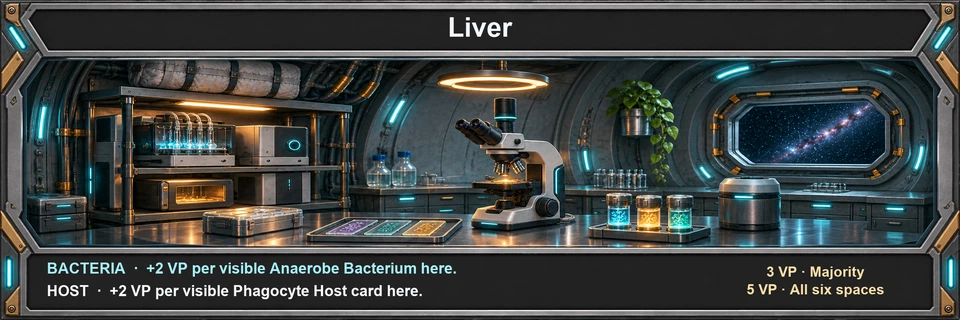 Liver
BACTERIA · +2 VP per visible Anaerobe Bacterium here.
HOST · +2 VP per visible Phagocyte Host card here.
3 VP · Majority
5 VP · All six spaces